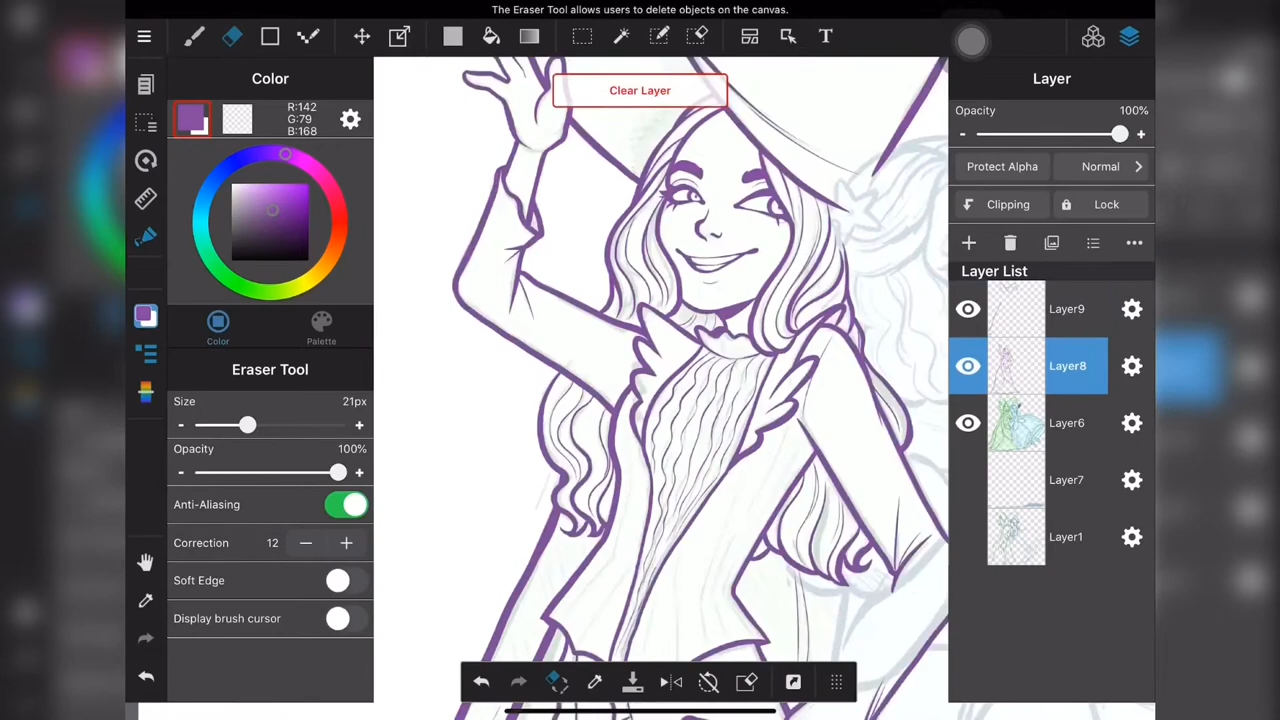 The Eraser Tool allows users to delete objects on the canvas.
T
Color
R:142
G:79
B:168
Clear Layer
Layer
Opacity 100%
- +
Protect Alpha Normal
Clipping Lock
Layer List
Layer9
Layer8
Layer6
Layer7
Layer1
Color Palette
Eraser Tool
Size 21px
- +
Opacity 100%
- +
Anti-Aliasing
Correction 12 - +
Soft Edge
Display brush cursor